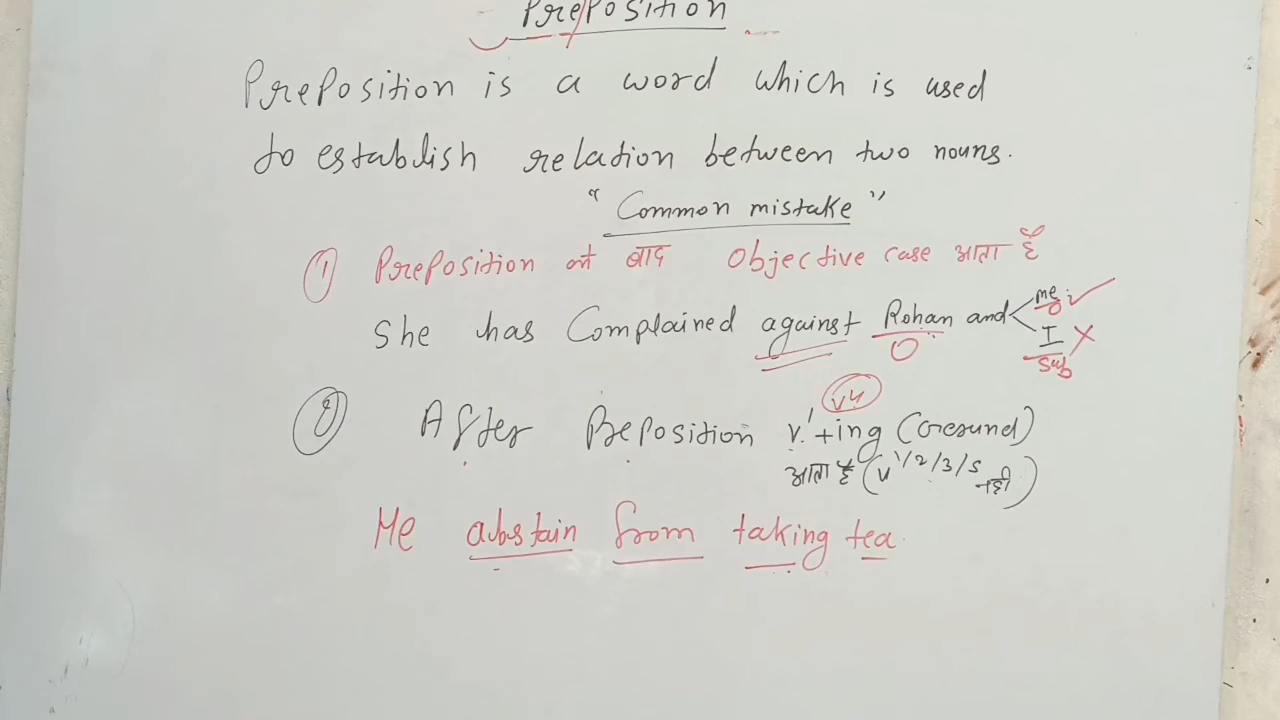 Preposition
Preposition is a word which is used
to establish relation between two nouns.
"Common mistake"
① Preposition के बाद Objective case आता है
She has Complained against Rohan and me ✓
O O
I ×
Sub
② After Preposition V¹+ing (Gerund)
V4
आता है (V1/2/3/5 नही)
He abstain from taking tea.